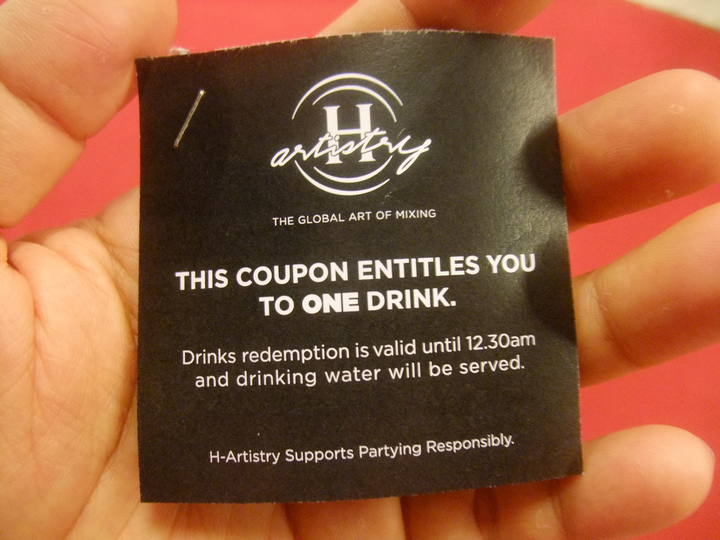 H
artistry
THE GLOBAL ART OF MIXING
THIS COUPON ENTITLES YOU
TO ONE DRINK.
Drinks redemption is valid until 12.30am
and drinking water will be served.
H-Artistry Supports Partying Responsibly.